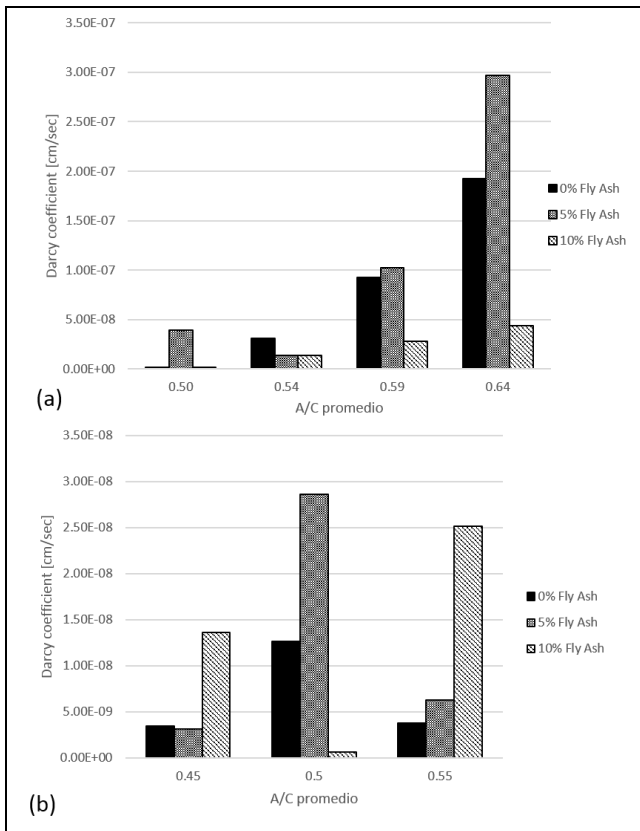 3.50E-07
3.00E-07
2.50E-07
2.00E-07
1.50E-07
1.00E-07
5.00E-08
0.00E+00
Darcy coefficient [cm/sec]
0.50 0.54 0.59 0.64
A/C promedio
0% Fly Ash
5% Fly Ash
10% Fly Ash
(a)
3.50E-08
3.00E-08
2.50E-08
2.00E-08
1.50E-08
1.00E-08
5.00E-09
0.00E+00
Darcy coefficient [cm/sec]
0.45 0.5 0.55
A/C promedio
0% Fly Ash
5% Fly Ash
10% Fly Ash
(b)